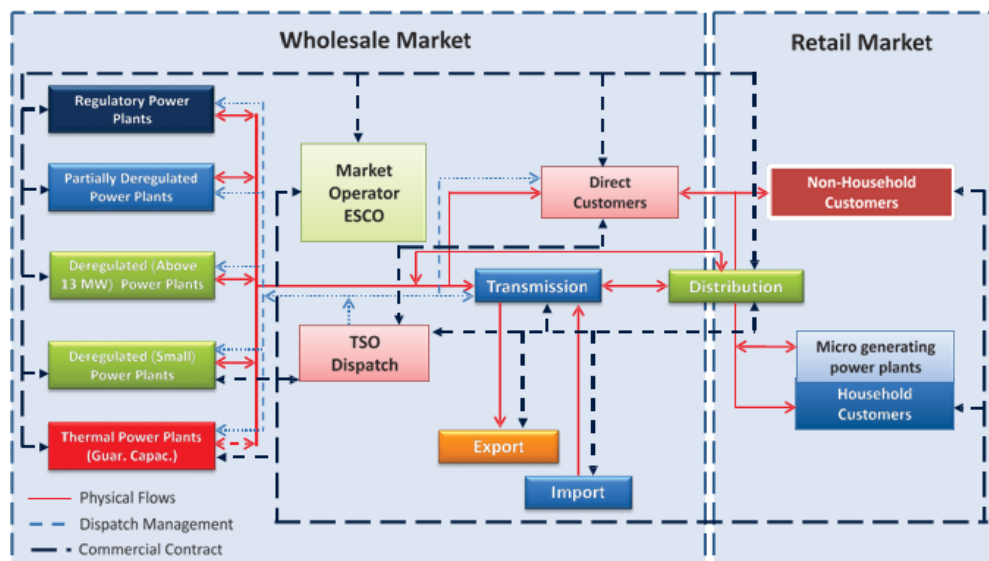 Wholesale Market
Retail Market
Regulatory Power
Plants
Partially Deregulated
Power Plants
Deregulated (Above
13 MW) Power Plants
Deregulated (Small)
Power Plants
Thermal Power Plants
(Guar. Capac.)
Market
Operator
ESCO
Direct
Customers
Non-Household
Customers
Transmission
Distribution
TSO
Dispatch
Micro generating
power plants
Household
Customers
Export
Import
Physical Flows
Dispatch Management
Commercial Contract